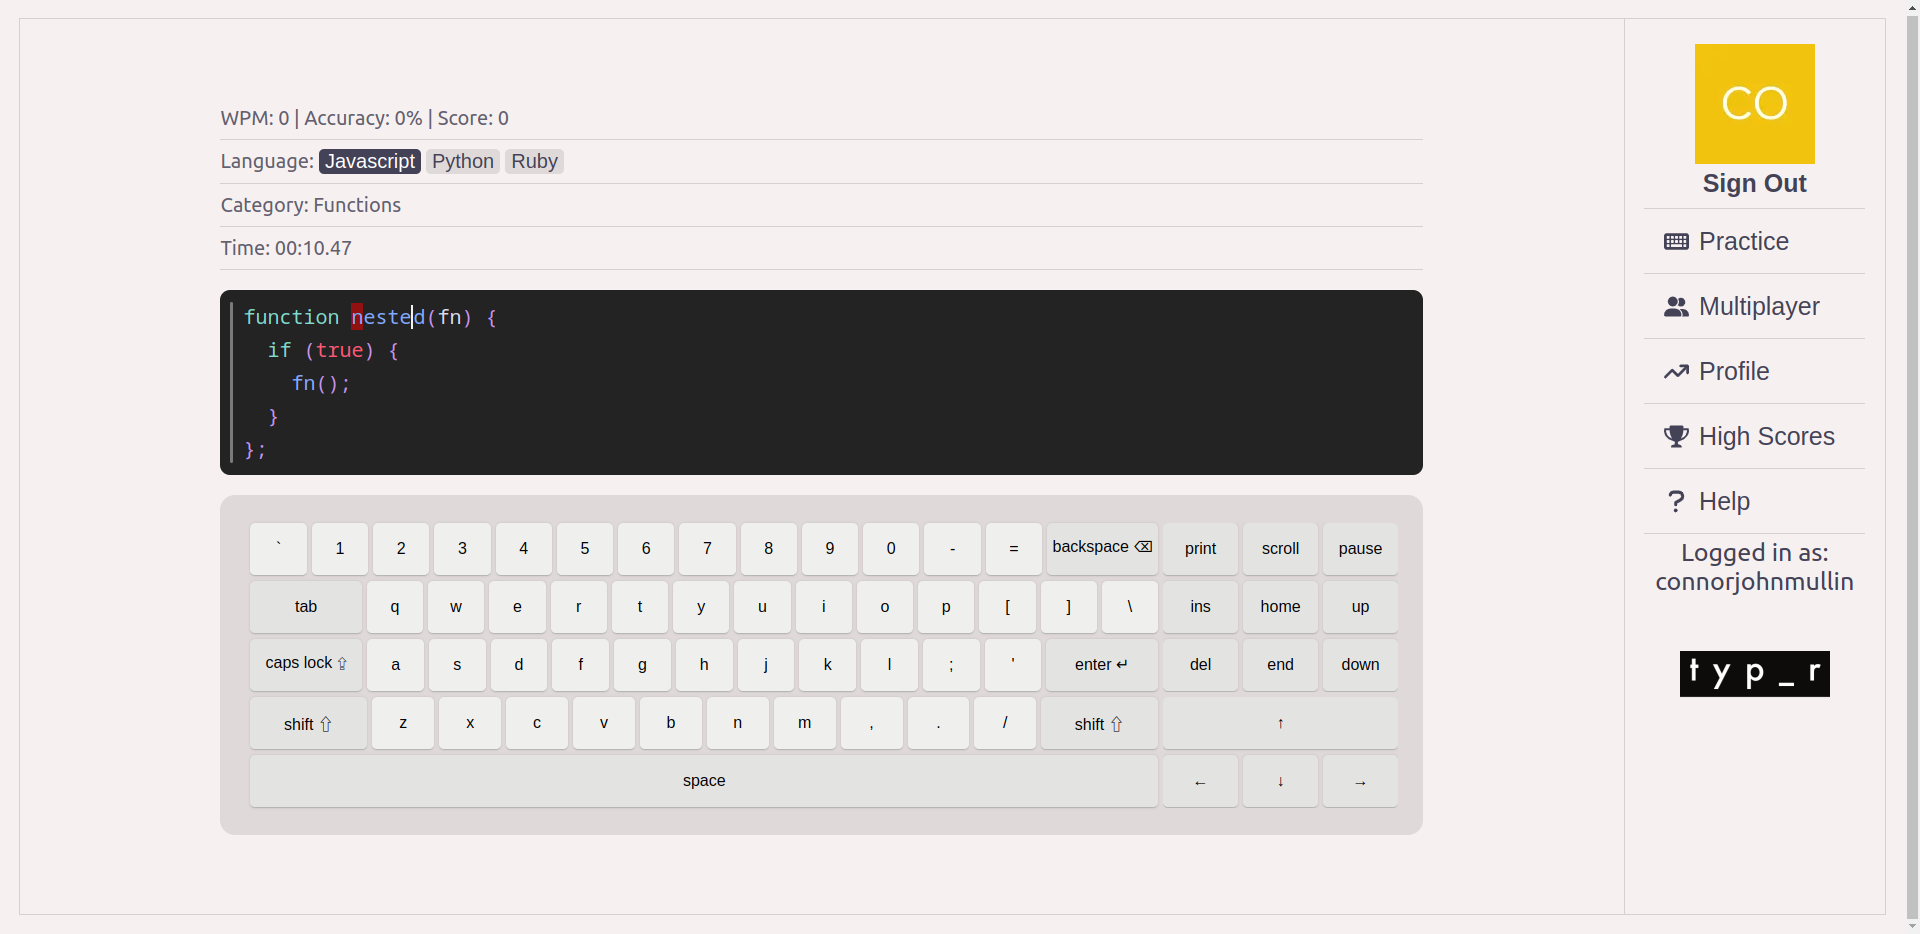 WPM: 0 | Accuracy: 0% | Score: 0
Language: Javascript Python Ruby
Category: Functions
Time: 00:10.47
function nested(fn) {
  if (true) {
    fn();
  }
};
` 1 2 3 4 5 6 7 8 9 0 - = backspace ⌫ print scroll pause
tab q w e r t y u i o p [ ] \ ins home up
caps lock ⇪ a s d f g h j k l ; ' enter ↵ del end down
shift ⇧ z x c v b n m , . / shift ⇧ ↑
space ← ↓ →
CO
Sign Out
Practice
Multiplayer
Profile
High Scores
Help
Logged in as:
connorjohnmullin
typ_r